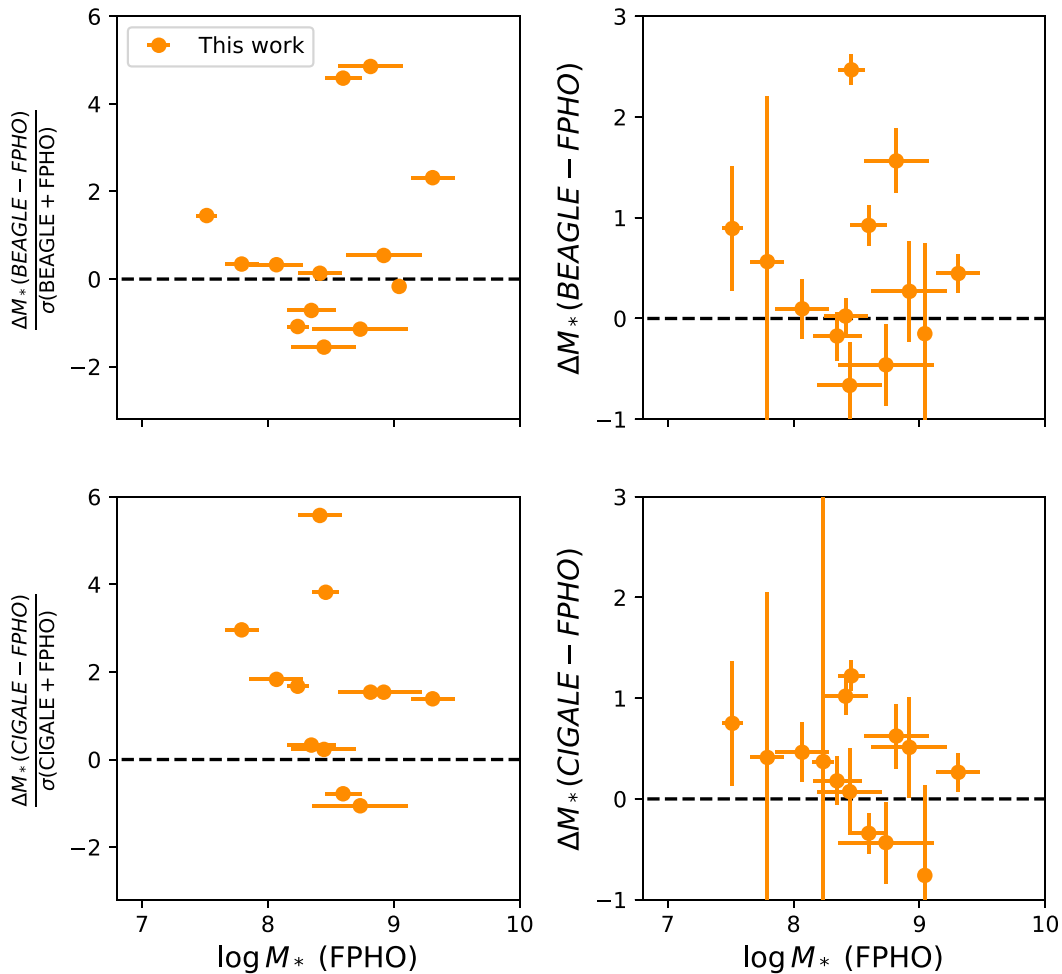 6
4
2
0
−2
ΔM* (BEAGLE − FPHO)
σ(BEAGLE + FPHO)
This work
3
2
1
0
−1
ΔM* (BEAGLE − FPHO)
6
4
2
0
−2
ΔM* (CIGALE − FPHO)
σ(CIGALE + FPHO)
7 8 9 10
log M* (FPHO)
3
2
1
0
−1
ΔM* (CIGALE − FPHO)
7 8 9 10
log M* (FPHO)